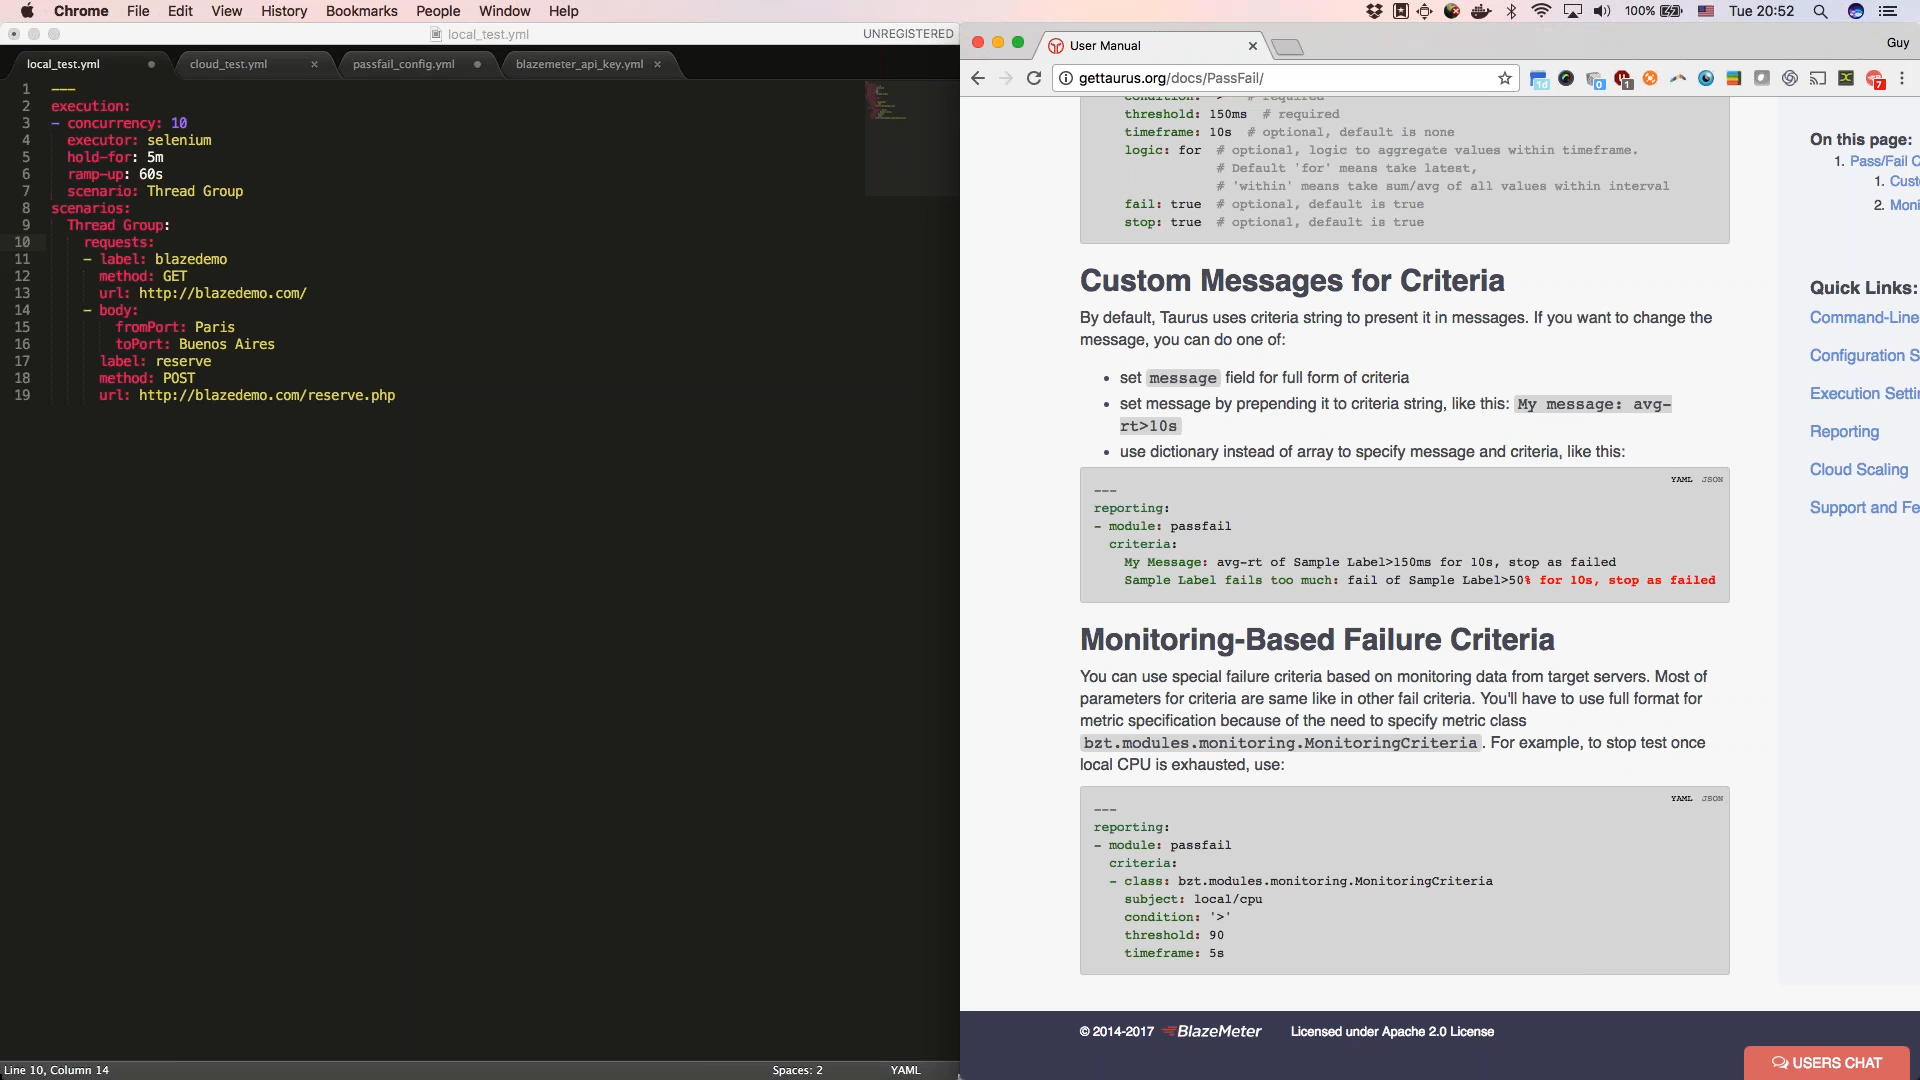 Chrome File Edit View History Bookmarks People Window Help
100% Tue 20:52
local_test.yml
UNREGISTERED
local_test.yml cloud_test.yml passfail_config.yml blazemeter_api_key.yml
1 ---
2 execution:
3 - concurrency: 10
4 executor: selenium
5 hold-for: 5m
6 ramp-up: 60s
7 scenario: Thread Group
8 scenarios:
9 Thread Group:
10 requests:
11 - label: blazedemo
12 method: GET
13 url: http://blazedemo.com/
14 - body:
15 fromPort: Paris
16 toPort: Buenos Aires
17 label: reserve
18 method: POST
19 url: http://blazedemo.com/reserve.php
Line 10, Column 14
Spaces: 2
YAML
User Manual
Guy
gettaurus.org/docs/PassFail/
condition: '>' # required
threshold: 150ms # required
timeframe: 10s # optional, default is none
logic: for # optional, logic to aggregate values within timeframe.
# Default 'for' means take latest,
# 'within' means take sum/avg of all values within interval
fail: true # optional, default is true
stop: true # optional, default is true
Custom Messages for Criteria
By default, Taurus uses criteria string to present it in messages. If you want to change the
message, you can do one of:
• set message field for full form of criteria
• set message by prepending it to criteria string, like this: My message: avg-
rt>10s
• use dictionary instead of array to specify message and criteria, like this:
YAML JSON
---
reporting:
- module: passfail
criteria:
My Message: avg-rt of Sample Label>150ms for 10s, stop as failed
Sample Label fails too much: fail of Sample Label>50% for 10s, stop as failed
Monitoring-Based Failure Criteria
You can use special failure criteria based on monitoring data from target servers. Most of
parameters for criteria are same like in other fail criteria. You'll have to use full format for
metric specification because of the need to specify metric class
bzt.modules.monitoring.MonitoringCriteria. For example, to stop test once
local CPU is exhausted, use:
YAML JSON
---
reporting:
- module: passfail
criteria:
- class: bzt.modules.monitoring.MonitoringCriteria
subject: local/cpu
condition: '>'
threshold: 90
timeframe: 5s
On this page:
1. Pass/Fail C
1. Cust
2. Moni
Quick Links:
Command-Line
Configuration S
Execution Setti
Reporting
Cloud Scaling
Support and Fe
© 2014-2017 BlazeMeter Licensed under Apache 2.0 License
USERS CHAT